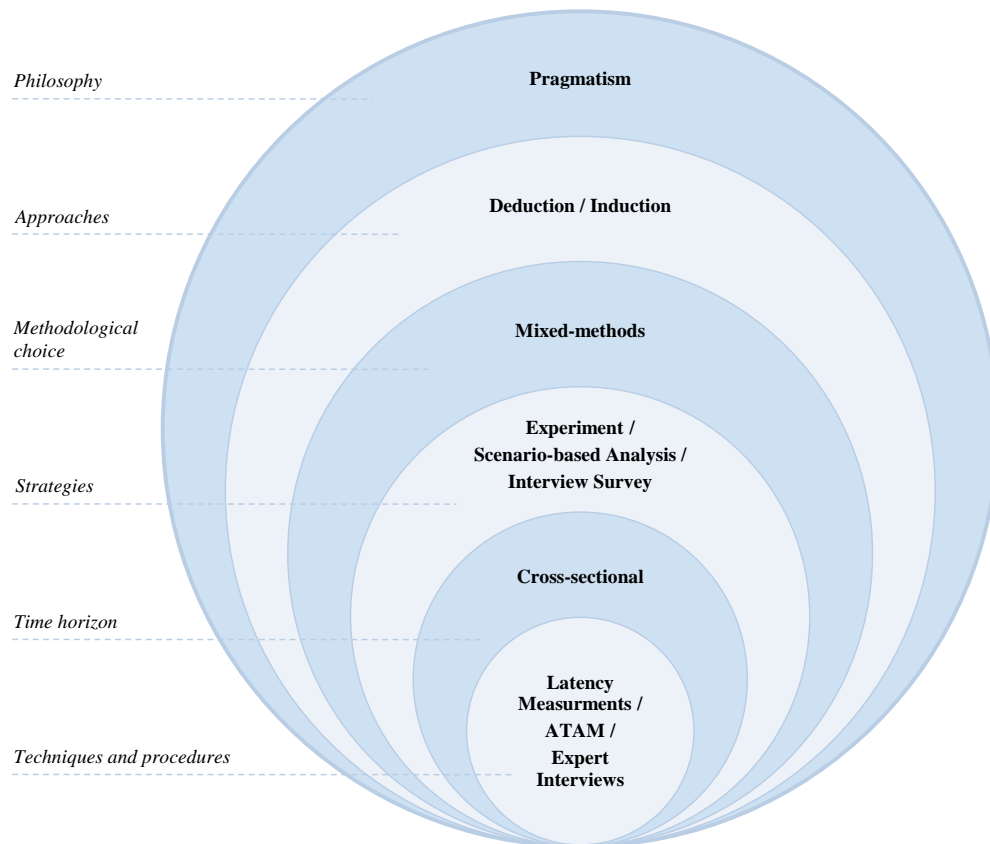 Philosophy
Pragmatism
Approaches
Deduction / Induction
Methodological
choice
Mixed-methods
Strategies
Experiment /
Scenario-based Analysis /
Interview Survey
Time horizon
Cross-sectional
Techniques and procedures
Latency
Measurments /
ATAM /
Expert
Interviews